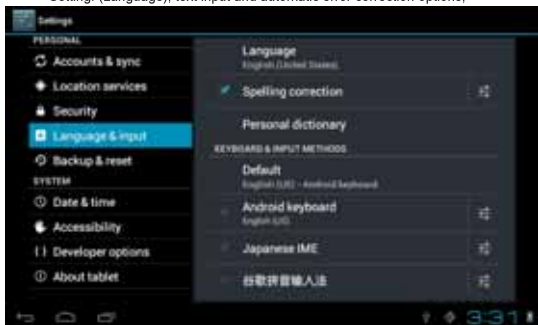 Setting: (Language), text input and automatic error correction options,
Settings
PERSONAL
Accounts & sync
Location services
Security
Language & input
Backup & reset
SYSTEM
Date & time
Accessibility
Developer options
About tablet
Language
English (United States)
Spelling correction
Personal dictionary
KEYBOARD & INPUT METHODS
Default
English (US) - Android keyboard
Android keyboard
English (US)
Japanese IME
谷歌拼音输入法
3:31